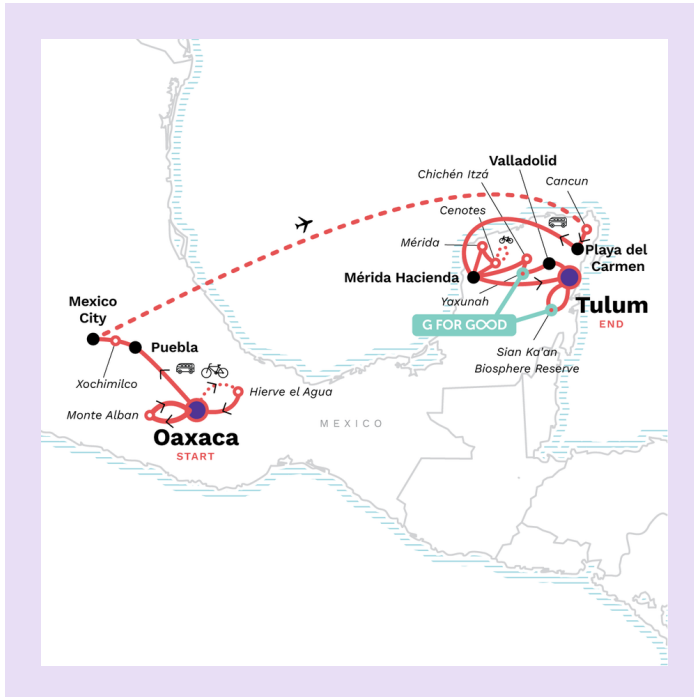 Valladolid
Chichén Itzá
Cancun
Cenotes
Mérida
Playa del
Carmen
Mérida Hacienda
Yaxunah
Tulum
END
G FOR GOOD
Mexico
City
Puebla
Sian Ka'an
Biosphere Reserve
Xochimilco
Hierve el Agua
Monte Alban
MEXICO
Oaxaca
START